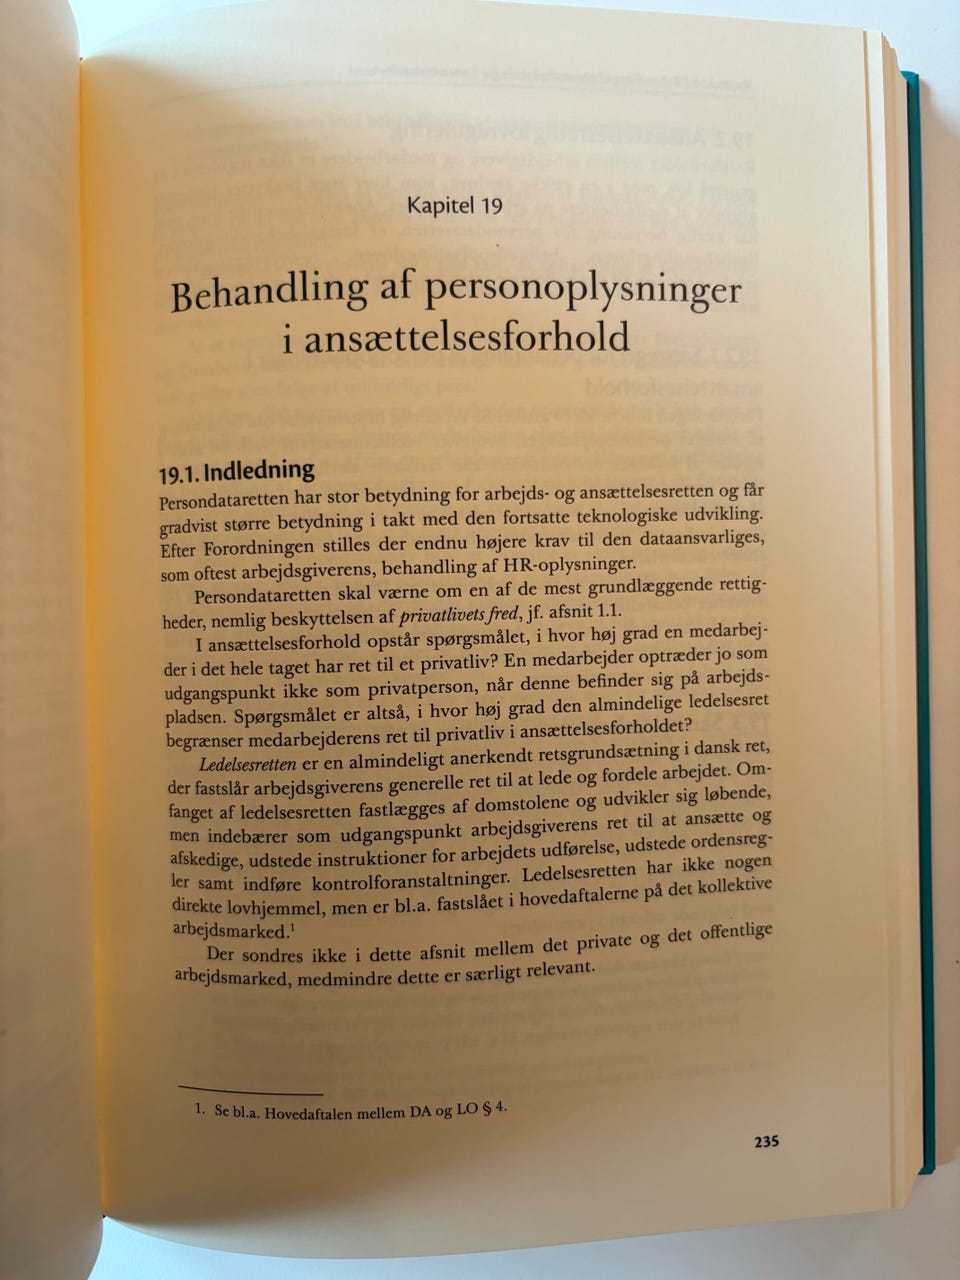 Kapitel 19
Behandling af personoplysninger
i ansættelsesforhold
19.1. Indledning
Persondataretten har stor betydning for arbejds- og ansættelsesretten og får
gradvist større betydning i takt med den fortsatte teknologiske udvikling.
Efter Forordningen stilles der endnu højere krav til den dataansvarliges,
som oftest arbejdsgiverens, behandling af HR-oplysninger.
Persondataretten skal værne om en af de mest grundlæggende rettig-
heder, nemlig beskyttelsen af privatlivets fred, jf. afsnit 1.1.
I ansættelsesforhold opstår spørgsmålet, i hvor høj grad en medarbej-
der i det hele taget har ret til et privatliv? En medarbejder optræder jo som
udgangspunkt ikke som privatperson, når denne befinder sig på arbejds-
pladsen. Spørgsmålet er altså, i hvor høj grad den almindelige ledelsesret
begrænser medarbejderens ret til privatliv i ansættelsesforholdet?
Ledelsesretten er en almindeligt anerkendt retsgrundsætning i dansk ret,
der fastslår arbejdsgiverens generelle ret til at lede og fordele arbejdet. Om-
fanget af ledelsesretten fastlægges af domstolene og udvikler sig løbende,
men indebærer som udgangspunkt arbejdsgiverens ret til at ansætte og
afskedige, udstede instruktioner for arbejdets udførelse, udstede ordensreg-
ler samt indføre kontrolforanstaltninger. Ledelsesretten har ikke nogen
direkte lovhjemmel, men er bl.a. fastslået i hovedaftalerne på det kollektive
arbejdsmarked.¹
Der sondres ikke i dette afsnit mellem det private og det offentlige
arbejdsmarked, medmindre dette er særligt relevant.
1. Se bl.a. Hovedaftalen mellem DA og LO § 4.
235